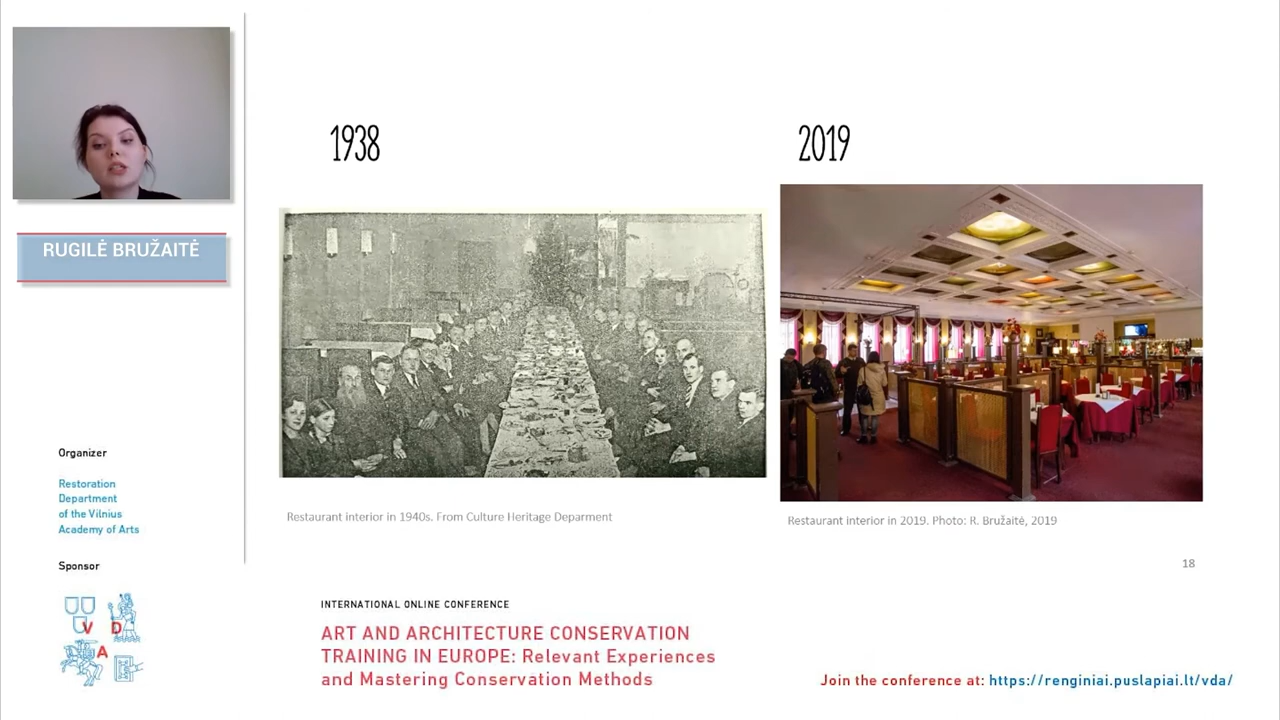 RUGILĖ BRUŽAITĖ
Organizer
Restoration
Department
of the Vilnius
Academy of Arts
Sponsor
V D
A
1938
2019
Restaurant interior in 1940s. From Culture Heritage Deparment
Restaurant interior in 2019. Photo: R. Bružaitė, 2019
18
INTERNATIONAL ONLINE CONFERENCE
ART AND ARCHITECTURE CONSERVATION
TRAINING IN EUROPE: Relevant Experiences
and Mastering Conservation Methods
Join the conference at: https://renginiai.puslapiai.lt/vda/